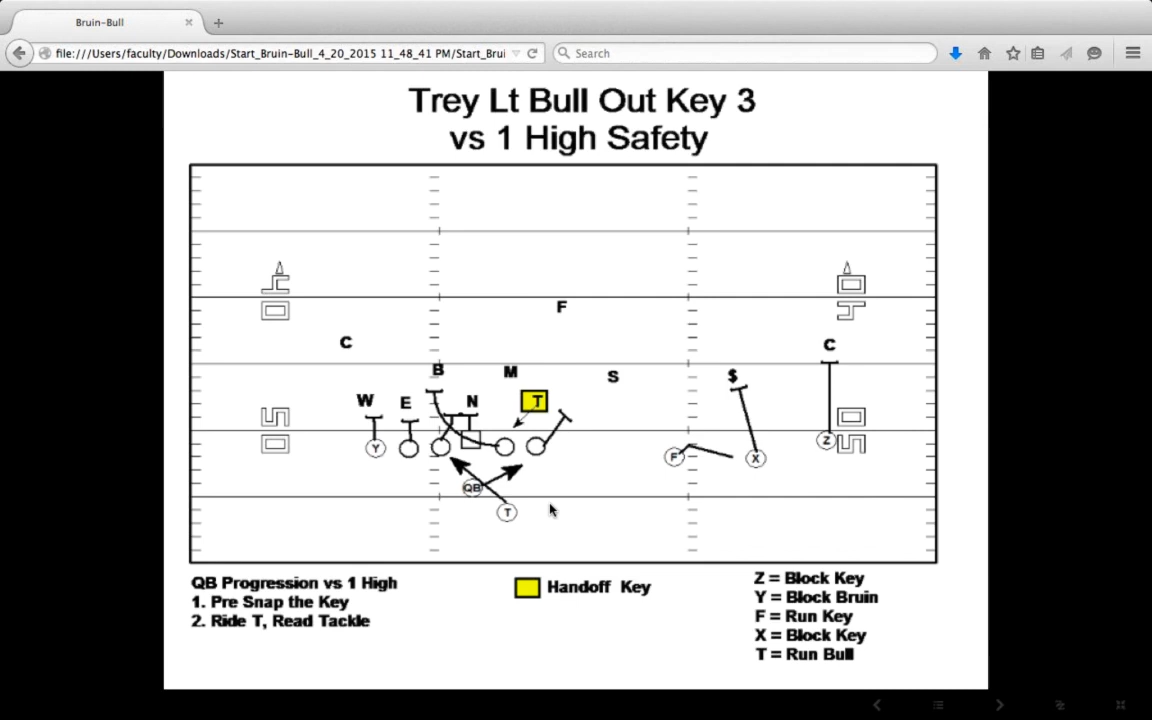 Bruin-Bull
file:///Users/faculty/Downloads/Start_Bruin-Bull_4_20_2015 11_48_41 PM/Start_Brui
Search
Trey Lt Bull Out Key 3
vs 1 High Safety
F
C
C
B
M
S
$
W
E
N
T
Y
Z
F
X
QB
T
QB Progression vs 1 High
1. Pre Snap the Key
2. Ride T, Read Tackle
Handoff Key
Z = Block Key
Y = Block Bruin
F = Run Key
X = Block Key
T = Run Bull